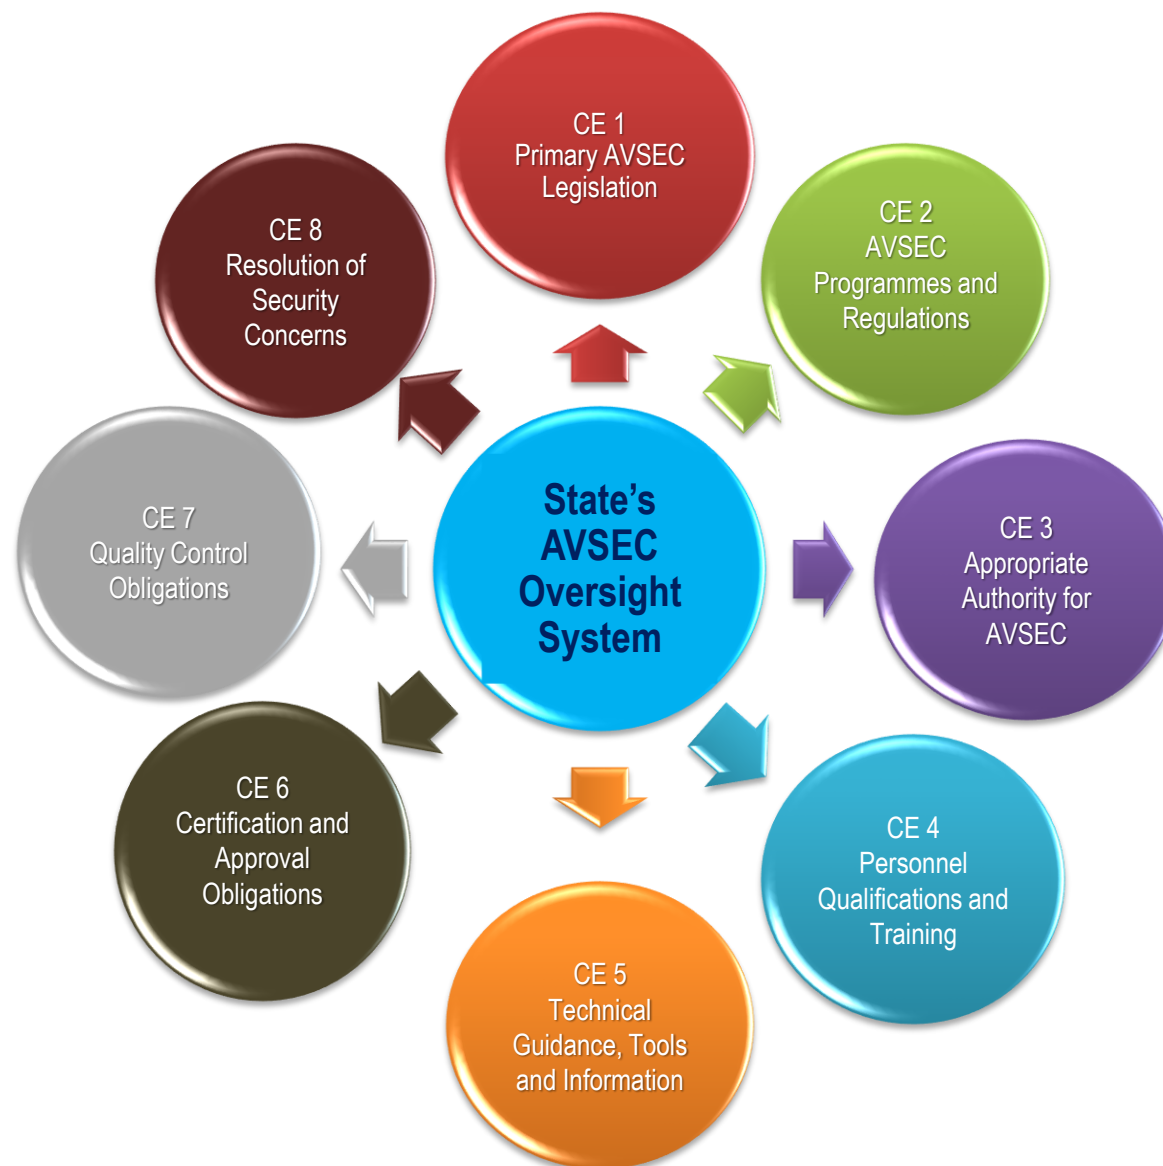 CE 1
Primary AVSEC
Legislation
CE 2
AVSEC
Programmes and
Regulations
CE 3
Appropriate
Authority for
AVSEC
CE 4
Personnel
Qualifications and
Training
CE 5
Technical
Guidance, Tools
and Information
CE 6
Certification and
Approval
Obligations
CE 7
Quality Control
Obligations
CE 8
Resolution of
Security
Concerns
State’s
AVSEC
Oversight
System